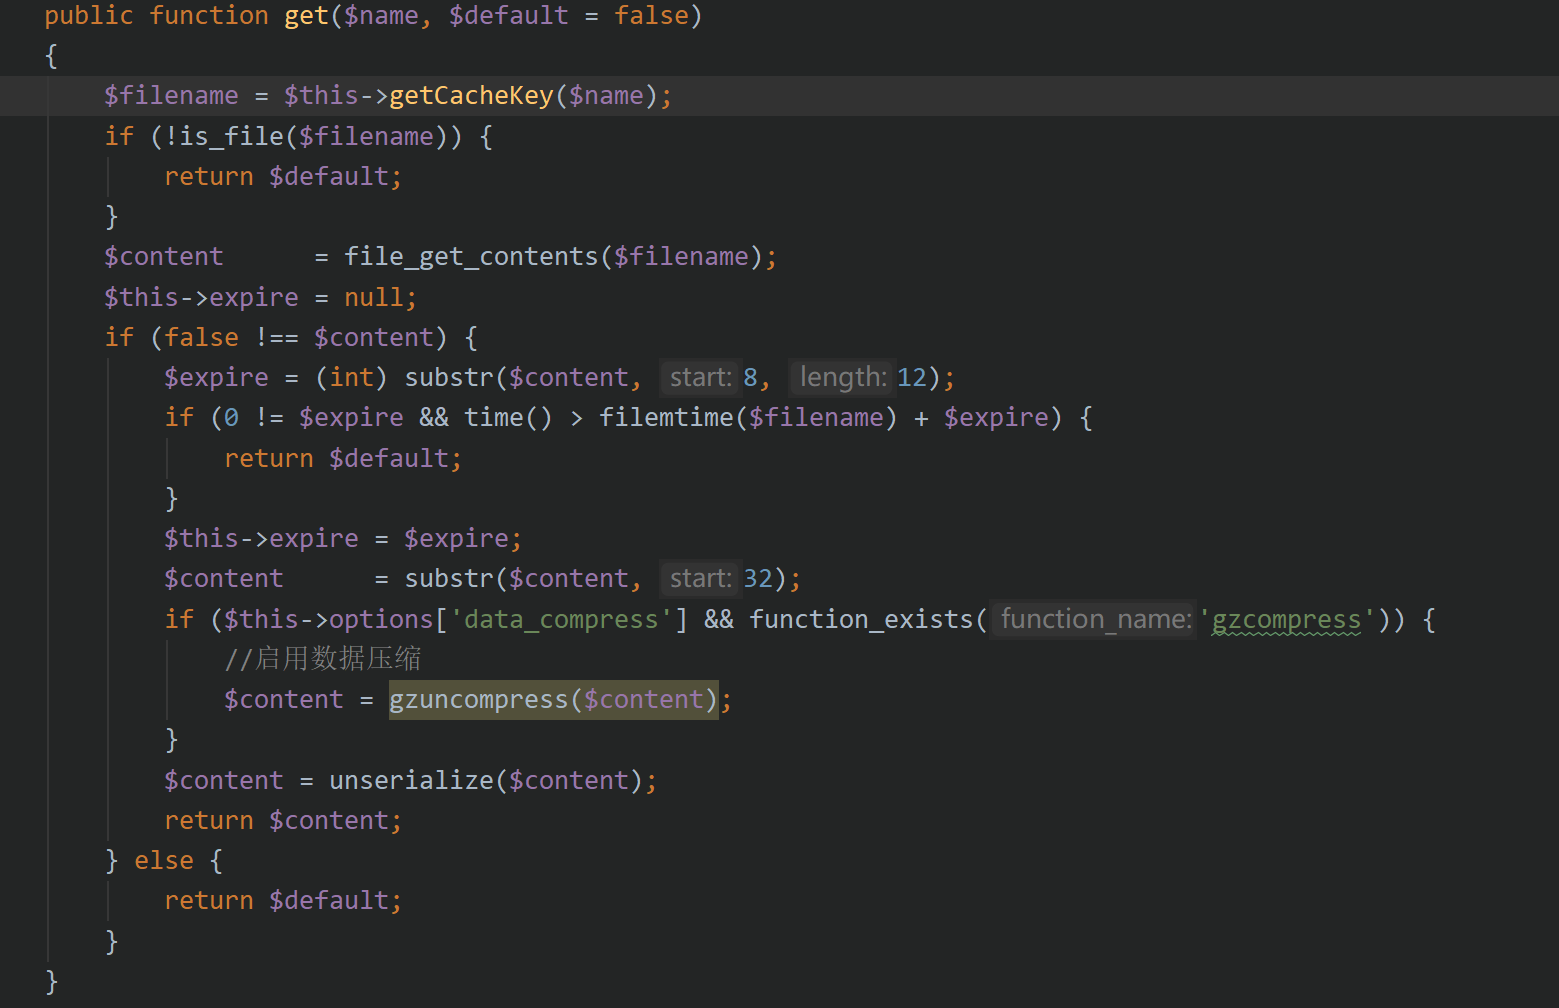 public function get($name, $default = false)
{
    $filename = $this->getCacheKey($name);
    if (!is_file($filename)) {
        return $default;
    }
    $content      = file_get_contents($filename);
    $this->expire = null;
    if (false !== $content) {
        $expire = (int) substr($content, start: 8, length: 12);
        if (0 != $expire && time() > filemtime($filename) + $expire) {
            return $default;
        }
        $this->expire = $expire;
        $content      = substr($content, start: 32);
        if ($this->options['data_compress'] && function_exists( function_name: 'gzcompress')) {
            //启用数据压缩
            $content = gzuncompress($content);
        }
        $content = unserialize($content);
        return $content;
    } else {
        return $default;
    }
}